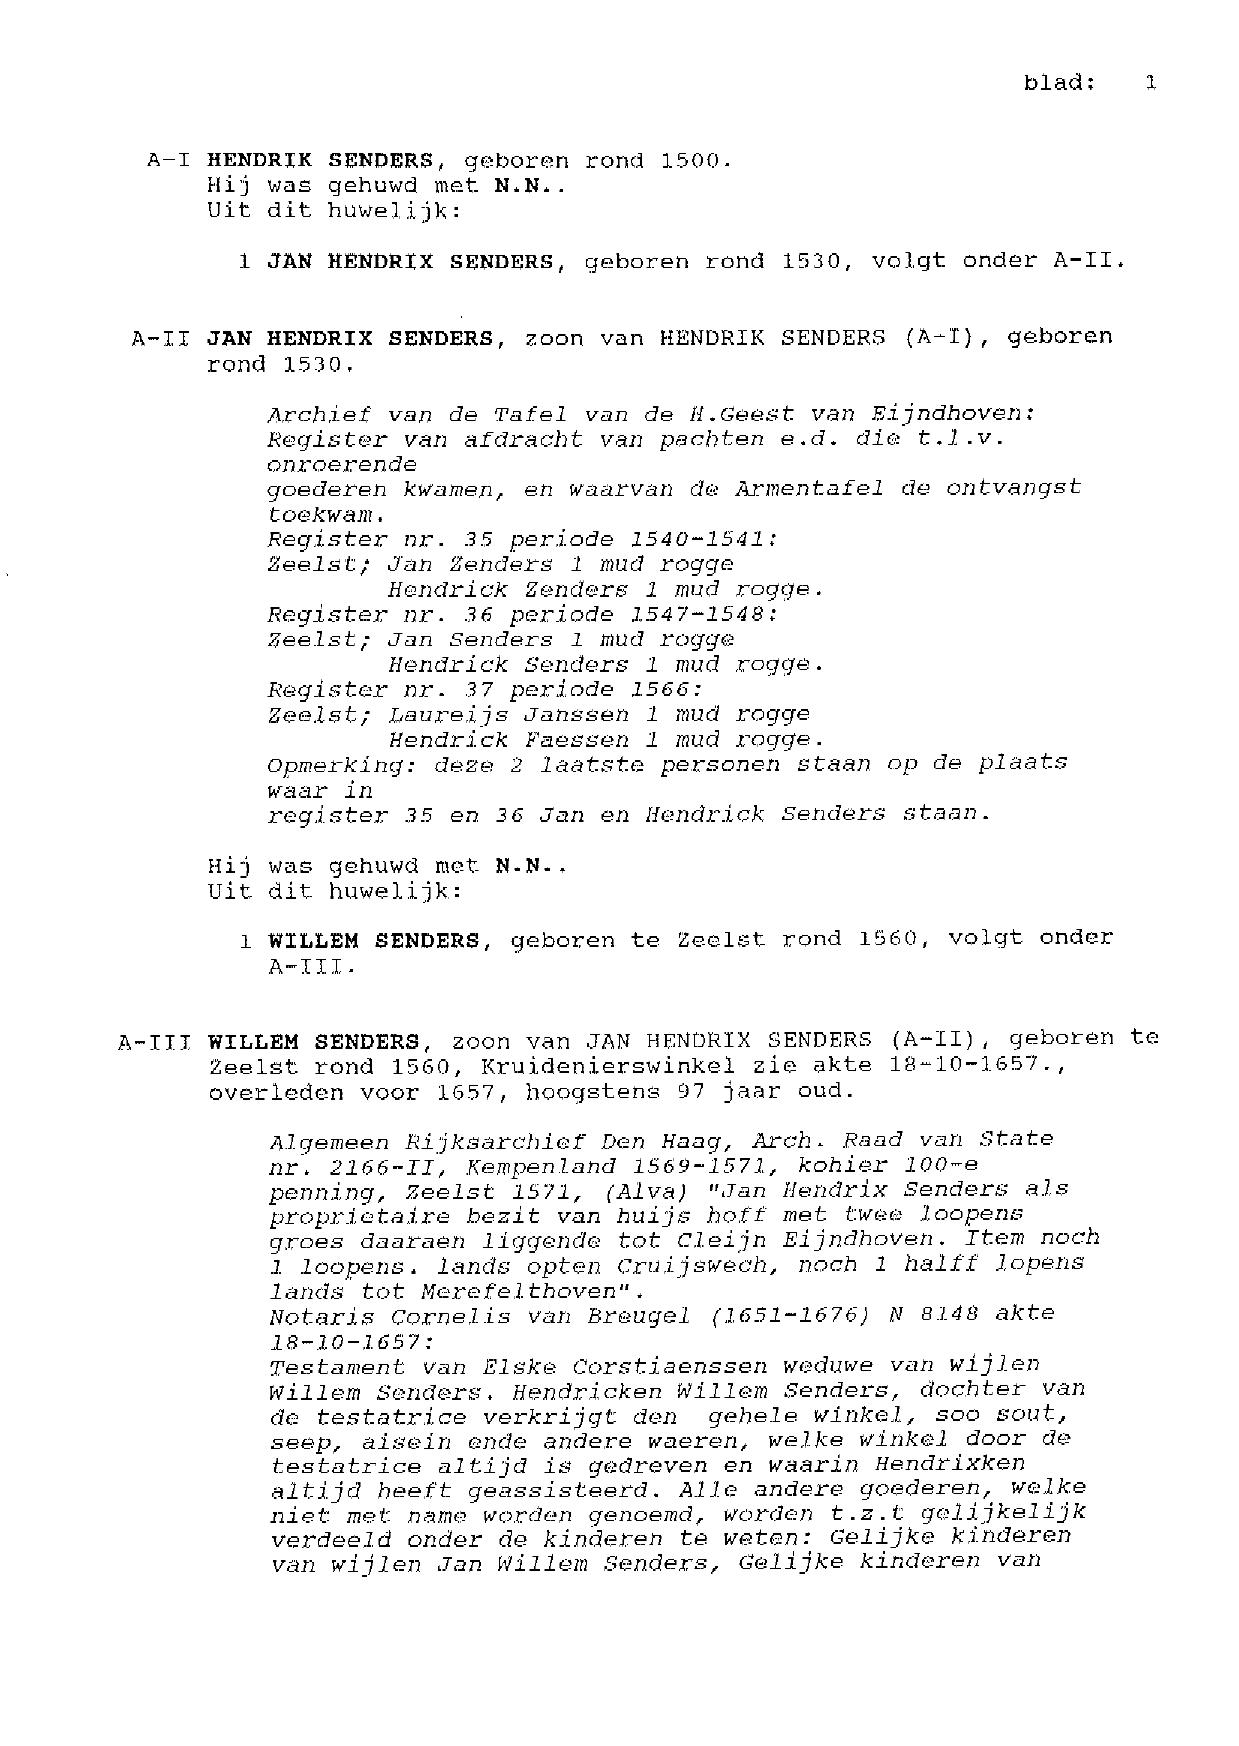 blad: 1
A-I HENDRIK SENDERS, geboren rond 1500.
Hij was gehuwd met N.N..
Uit dit huwelijk:
1 JAN HENDRIX SENDERS, geboren rond 1530, volgt onder A-II.
A-II JAN HENDRIX SENDERS, zoon van HENDRIK SENDERS (A-I), geboren
rond 1530.
Archief van de Tafel van de H.Geest van Eijndhoven:
Register van afdracht van pachten e.d. die t.l.v.
onroerende
goederen kwamen, en waarvan de Armentafel de ontvangst
toekwam.
Register nr. 35 periode 1540-1541:
Zeelst; Jan Zenders 1 mud rogge
Hendrick Zenders 1 mud rogge.
Register nr. 36 periode 1547-1548:
Zeelst; Jan Senders 1 mud rogge
Hendrick Senders 1 mud rogge.
Register nr. 37 periode 1566:
Zeelst; Laureijs Janssen 1 mud rogge
Hendrick Faessen 1 mud rogge.
Opmerking: deze 2 laatste personen staan op de plaats
waar in
register 35 en 36 Jan en Hendrick Senders staan.
Hij was gehuwd met N.N..
Uit dit huwelijk:
1 WILLEM SENDERS, geboren te Zeelst rond 1560, volgt onder
A-III.
A-III WILLEM SENDERS, zoon van JAN HENDRIX SENDERS (A-II), geboren te
Zeelst rond 1560, Kruidenierswinkel zie akte 18-10-1657.,
overleden voor 1657, hoogstens 97 jaar oud.
Algemeen Rijksarchief Den Haag, Arch. Raad van State
nr. 2166-II, Kempenland 1569-1571, kohier 100-e
penning, Zeelst 1571, (Alva) "Jan Hendrix Senders als
proprietaire bezit van huijs hoff met twee loopens
groes daaraen liggende tot Cleijn Eijndhoven. Item noch
1 loopens. lands opten Cruijswech, noch 1 halff lopens
lands tot Merefelthoven".
Notaris Cornelis van Breugel (1651-1676) N 8148 akte
18-10-1657:
Testament van Elske Corstiaenssen weduwe van wijlen
Willem Senders. Hendricken Willem Senders, dochter van
de testatrice verkrijgt den gehele winkel, soo sout,
seep, aisein ende andere waeren, welke winkel door de
testatrice altijd is gedreven en waarin Hendrixken
altijd heeft geassisteerd. Alle andere goederen, welke
niet met name worden genoemd, worden t.z.t gelijkelijk
verdeeld onder de kinderen te weten: Gelijke kinderen
van wijlen Jan Willem Senders, Gelijke kinderen van